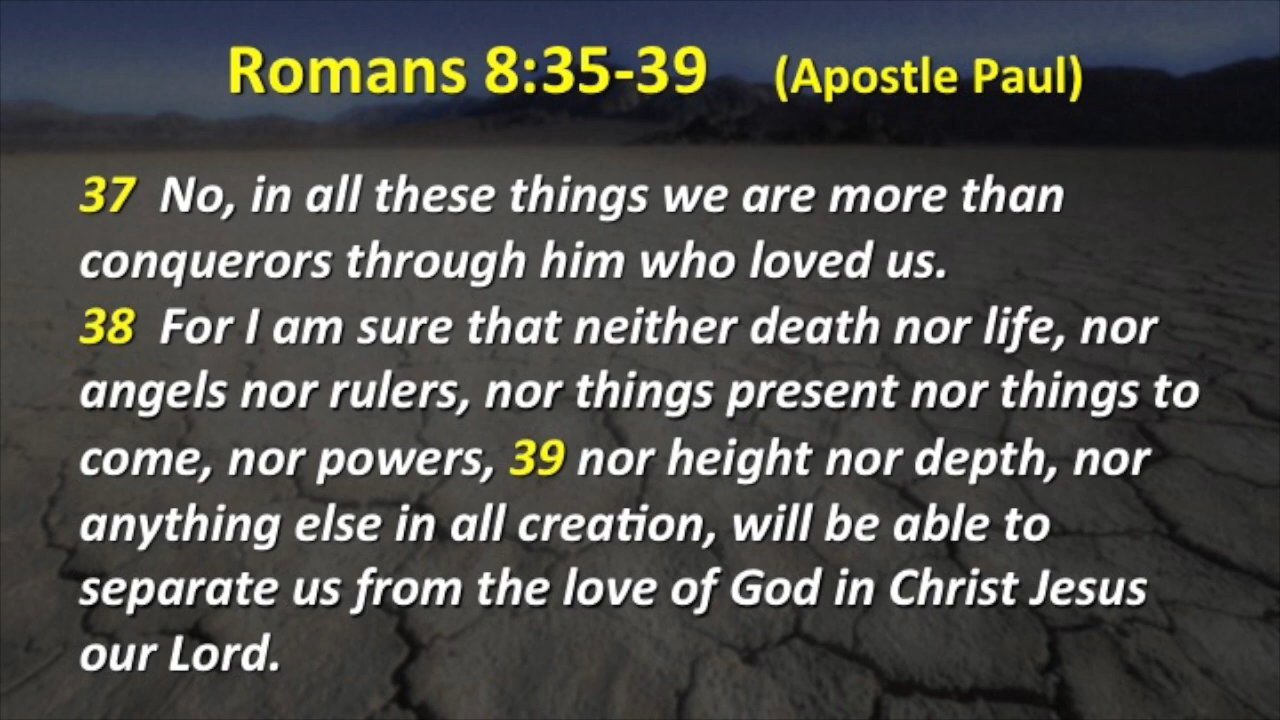 Romans 8:35-39 (Apostle Paul)
37 No, in all these things we are more than
conquerors through him who loved us.
38 For I am sure that neither death nor life, nor
angels nor rulers, nor things present nor things to
come, nor powers, 39 nor height nor depth, nor
anything else in all creation, will be able to
separate us from the love of God in Christ Jesus
our Lord.